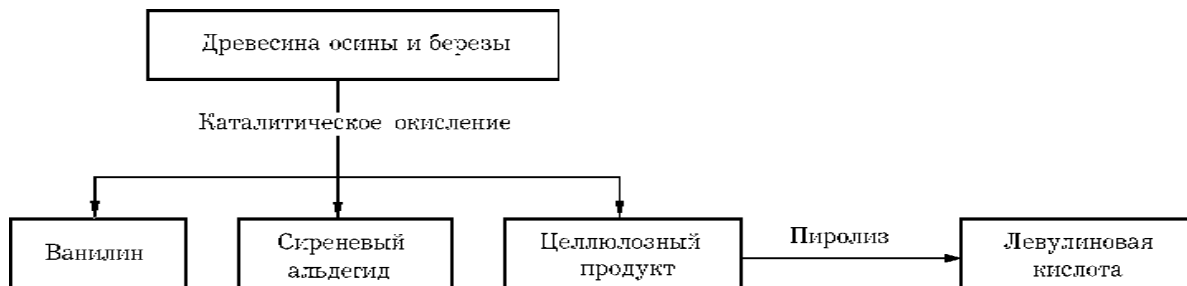 Древесина осины и березы
Каталитическое окисление
Ванилин
Сиреневый
альдегид
Целлюлозный
продукт
Пиролиз
Левулиновая
кислота